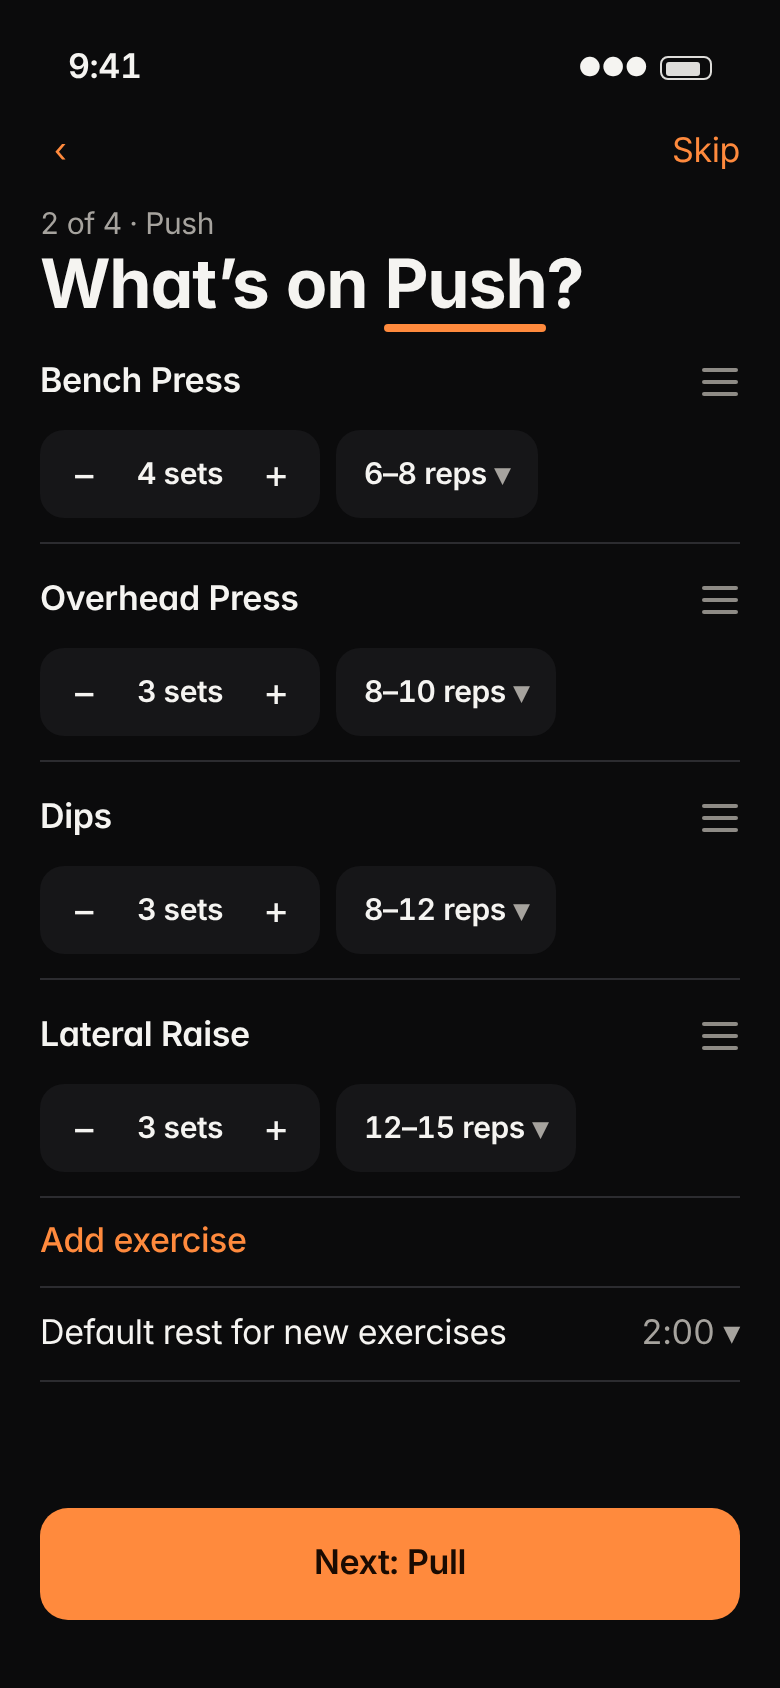 9:41
‹ Skip
2 of 4 · Push
What’s on Push?
Bench Press
− 4 sets + 6–8 reps ▾
Overhead Press
− 3 sets + 8–10 reps ▾
Dips
− 3 sets + 8–12 reps ▾
Lateral Raise
− 3 sets + 12–15 reps ▾
Add exercise
Default rest for new exercises 2:00 ▾
Next: Pull